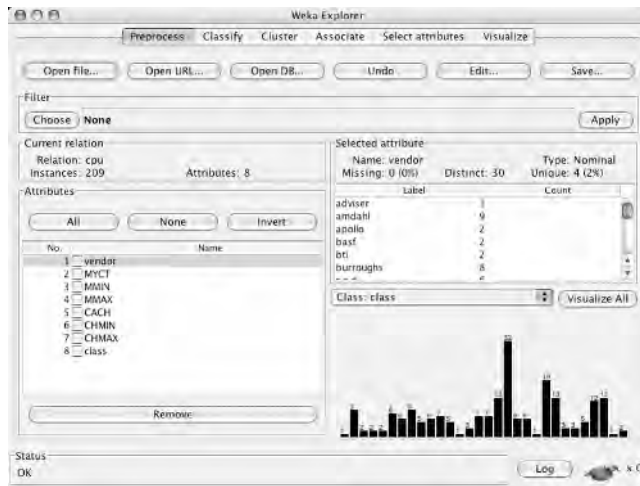 Weka Explorer
Preprocess Classify Cluster Associate Select attributes Visualize
Open file... Open URL... Open DB... Undo Edit... Save...
Filter
Choose None Apply
Current relation
Relation: cpu
Instances: 209 Attributes: 8
Selected attribute
Name: vendor Type: Nominal
Missing: 0 (0%) Distinct: 30 Unique: 4 (2%)
Attributes
All None Invert
No. Name
1 vendor
2 MYCT
3 MMIN
4 MMAX
5 CACH
6 CHMIN
7 CHMAX
8 class
Remove
Label Count
adviser 1
amdahl 9
apollo 2
basf 2
bti 2
burroughs 8
Class: class Visualize All
Status
OK
Log